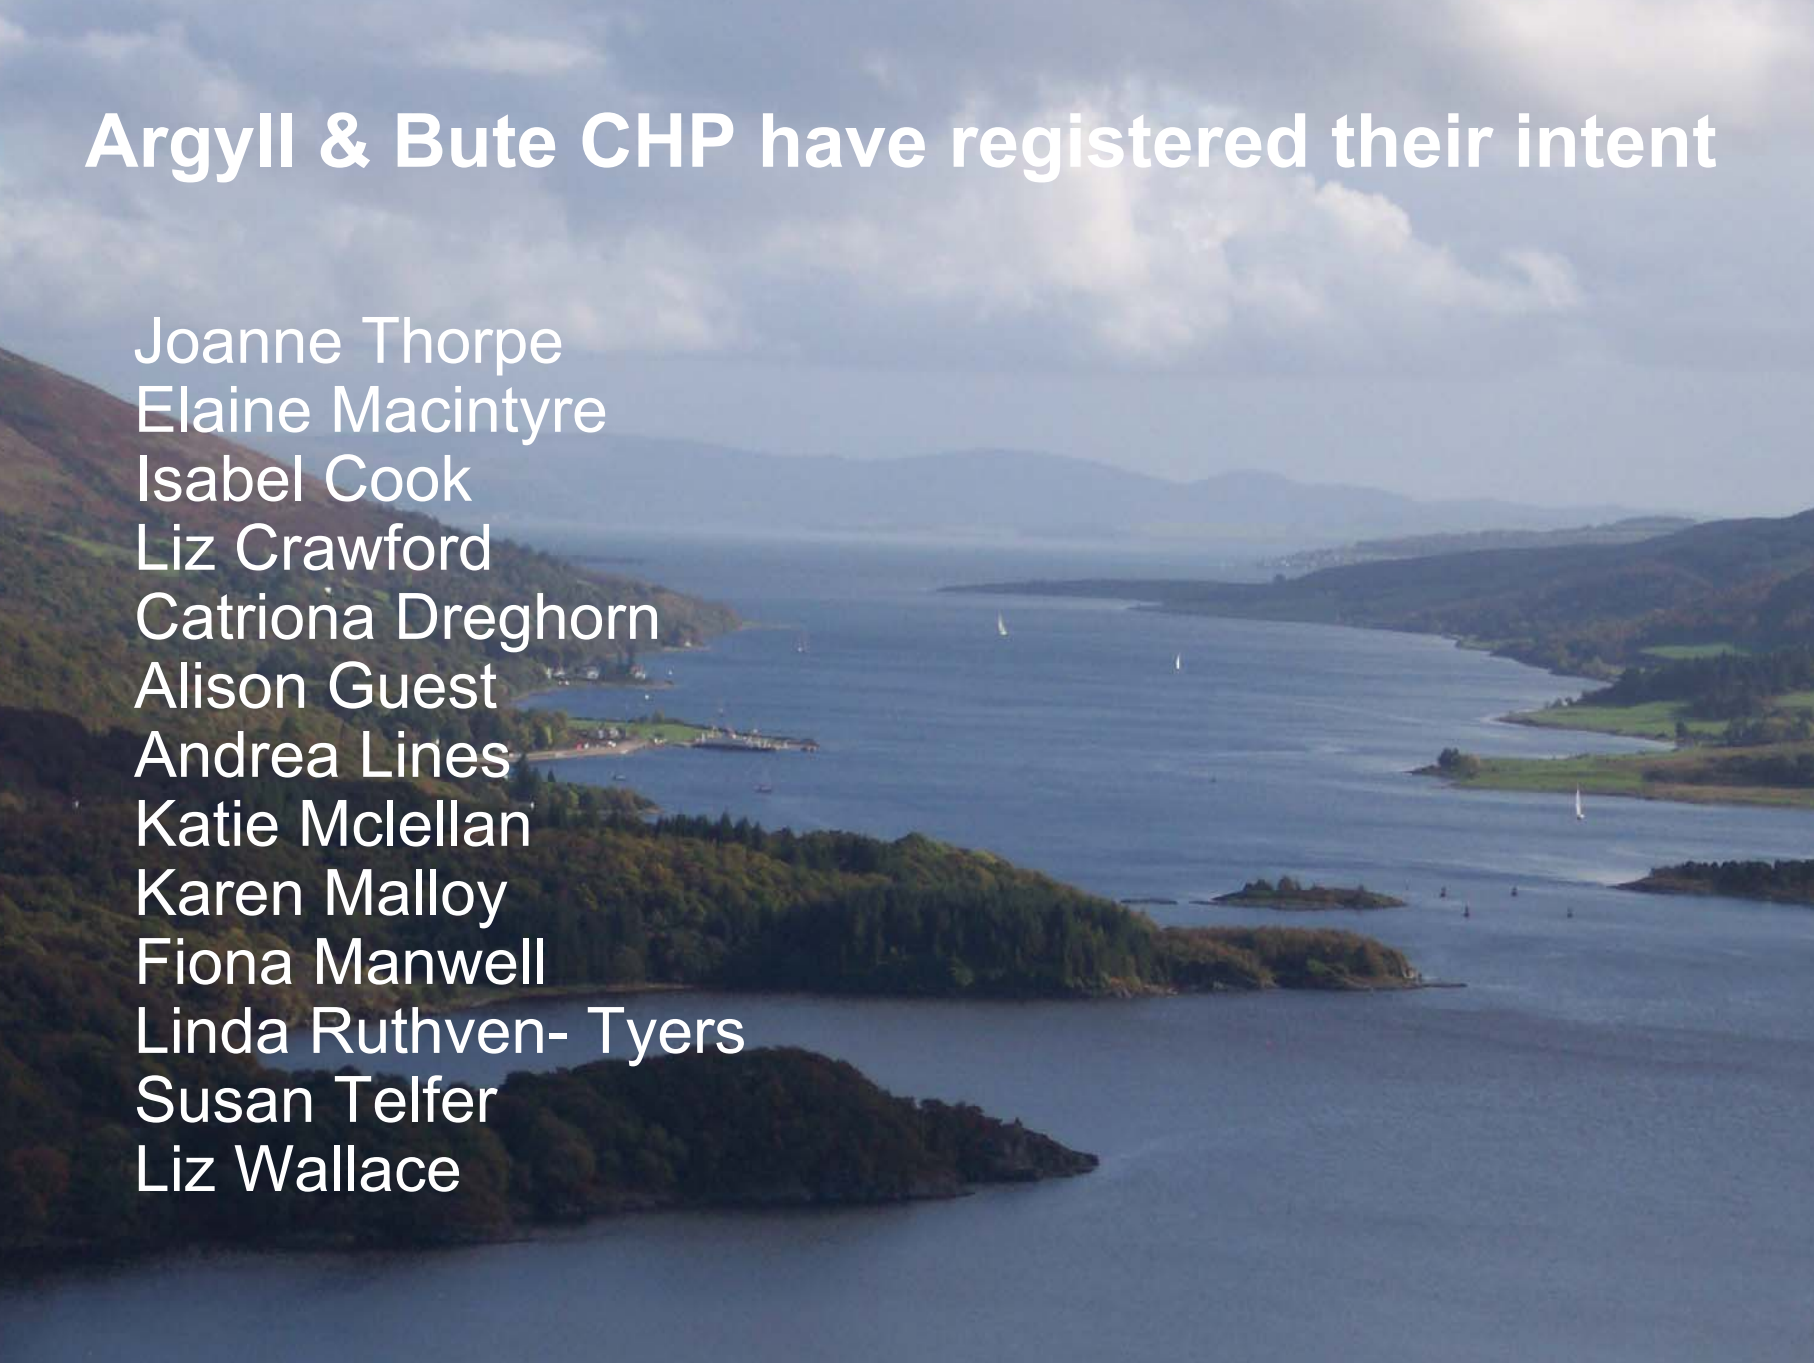 Argyll & Bute CHP have registered their intent
Joanne Thorpe
Elaine Macintyre
Isabel Cook
Liz Crawford
Catriona Dreghorn
Alison Guest
Andrea Lines
Katie Mclellan
Karen Malloy
Fiona Manwell
Linda Ruthven- Tyers
Susan Telfer
Liz Wallace